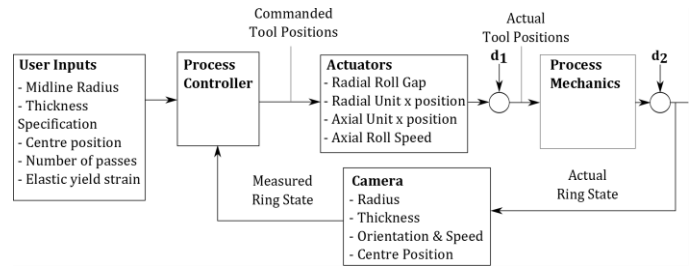 Commanded
Tool Positions
Actual
Tool Positions
User Inputs
- Midline Radius
- Thickness
Specification
- Centre position
- Number of passes
- Elastic yield strain
Process
Controller
Actuators
- Radial Roll Gap
- Radial Unit x position
- Axial Unit x position
- Axial Roll Speed
d1
Process
Mechanics
d2
Measured
Ring State
Camera
- Radius
- Thickness
- Orientation & Speed
- Centre Position
Actual
Ring State